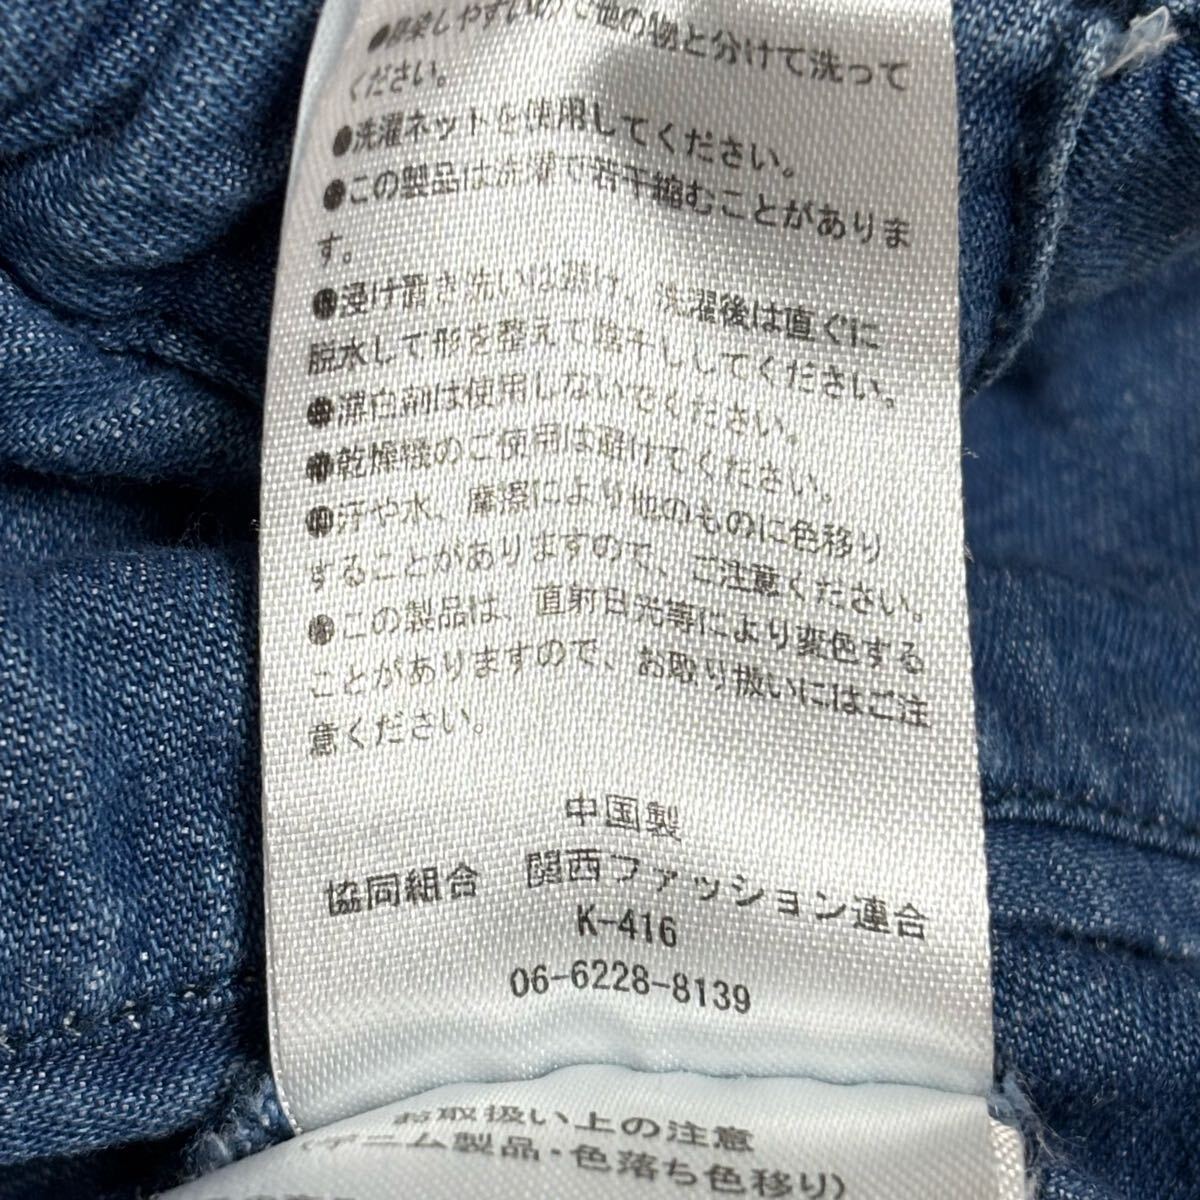 しやすいので他の物と分けて洗って
ください。
●洗濯ネットを使用してください。
●この製品は洗濯で若干縮むことがありま
す。
●浸け置き洗いは避け、洗濯後は直ぐに
脱水して形を整えて陰干ししてください。
●漂白剤は使用しないでください。
●乾燥機のご使用は避けてください。
●汗や水、摩擦により他のものに色移り
することがありますので、ご注意ください。
●この製品は、直射日光等により変色する
ことがありますので、お取り扱いにはご注
意ください。
中国製
協同組合 関西ファッション連合
K-416
06-6228-8139
お取扱い上の注意
(デニム製品・色落ち色移り)